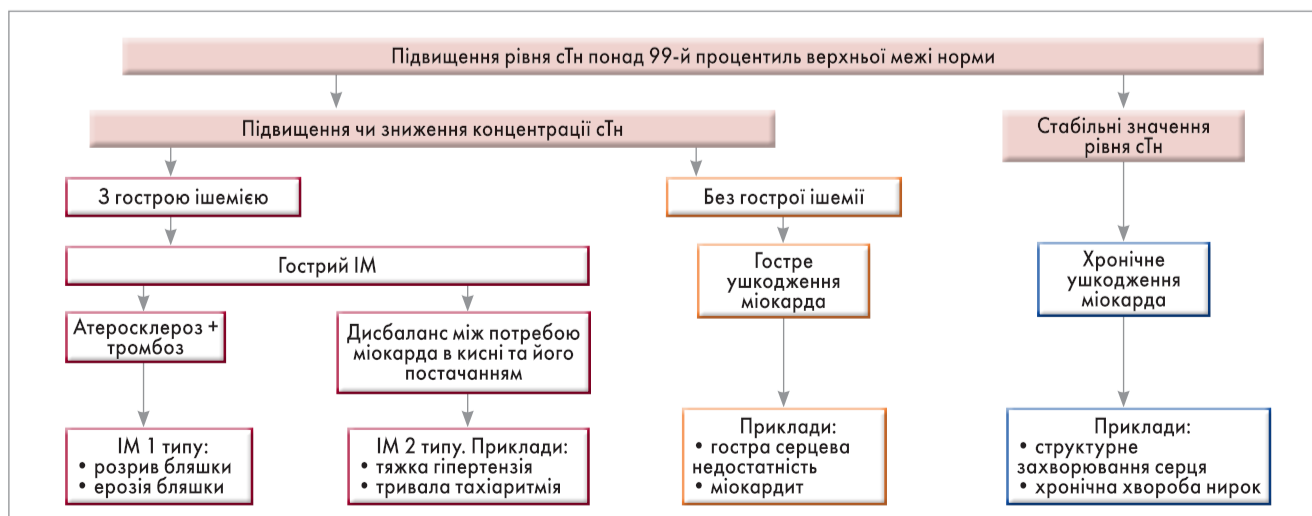 Підвищення рівня сТн понад 99-й процентиль верхньої межі норми
Підвищення чи зниження концентрації сТн
Стабільні значення
рівня сТн
З гострою ішемією
Без гострої ішемії
Гострий ІМ
Гостре
ушкодження
міокарда
Хронічне
ушкодження
міокарда
Атеросклероз +
тромбоз
Дисбаланс між потребою
міокарда в кисні та його
постачанням
ІМ 1 типу:
• розрив бляшки
• ерозія бляшки
ІМ 2 типу. Приклади:
• тяжка гіпертензія
• тривала тахіаритмія
Приклади:
• гостра серцева
недостатність
• міокардит
Приклади:
• структурне
захворювання серця
• хронічна хвороба нирок